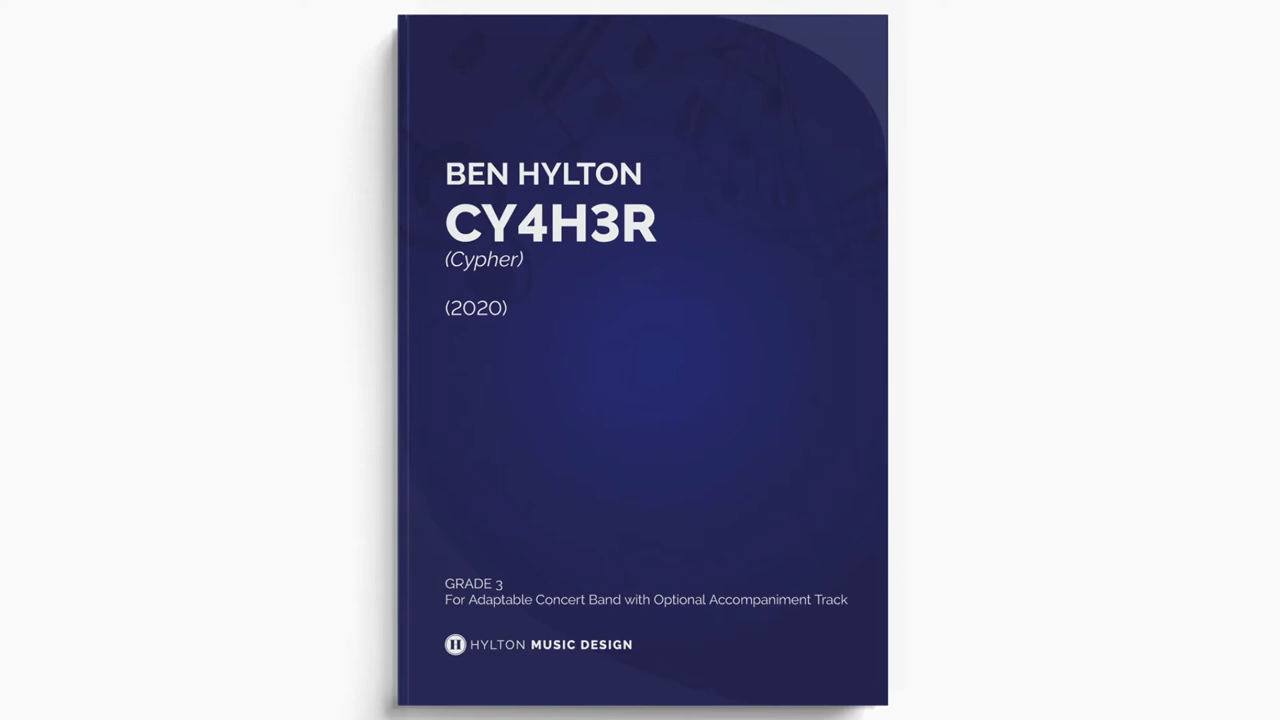 BEN HYLTON
CY4H3R
(Cypher)
(2020)
GRADE 3
For Adaptable Concert Band with Optional Accompaniment Track
H HYLTON MUSIC DESIGN